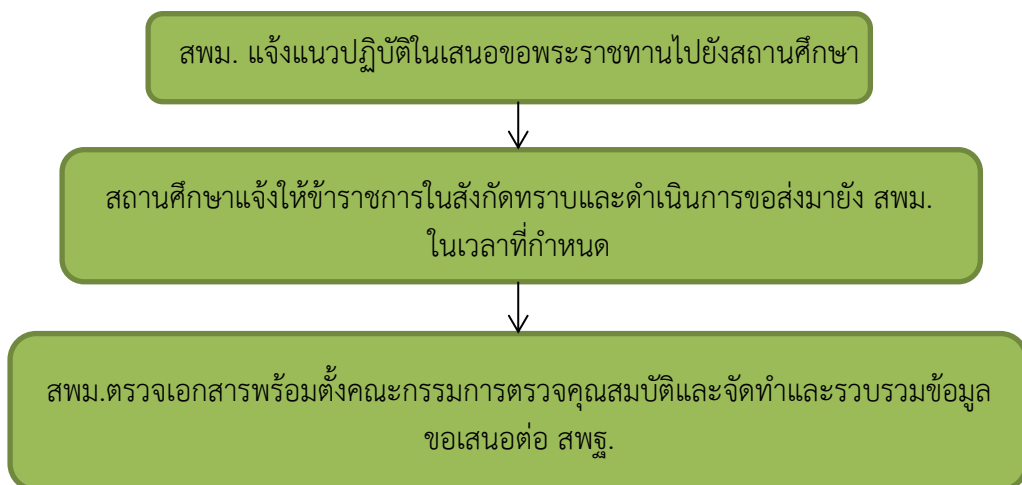 สพม. แจ้งแนวปฏิบัติในเสนอขอพระราชทานไปยังสถานศึกษา
สถานศึกษาแจ้งให้ข้าราชการในสังกัดทราบและดำเนินการขอส่งมายัง สพม.
ในเวลาที่กำหนด
สพม.ตรวจเอกสารพร้อมตั้งคณะกรรมการตรวจคุณสมบัติและจัดทำและรวบรวมข้อมูล
ขอเสนอต่อ สพฐ.